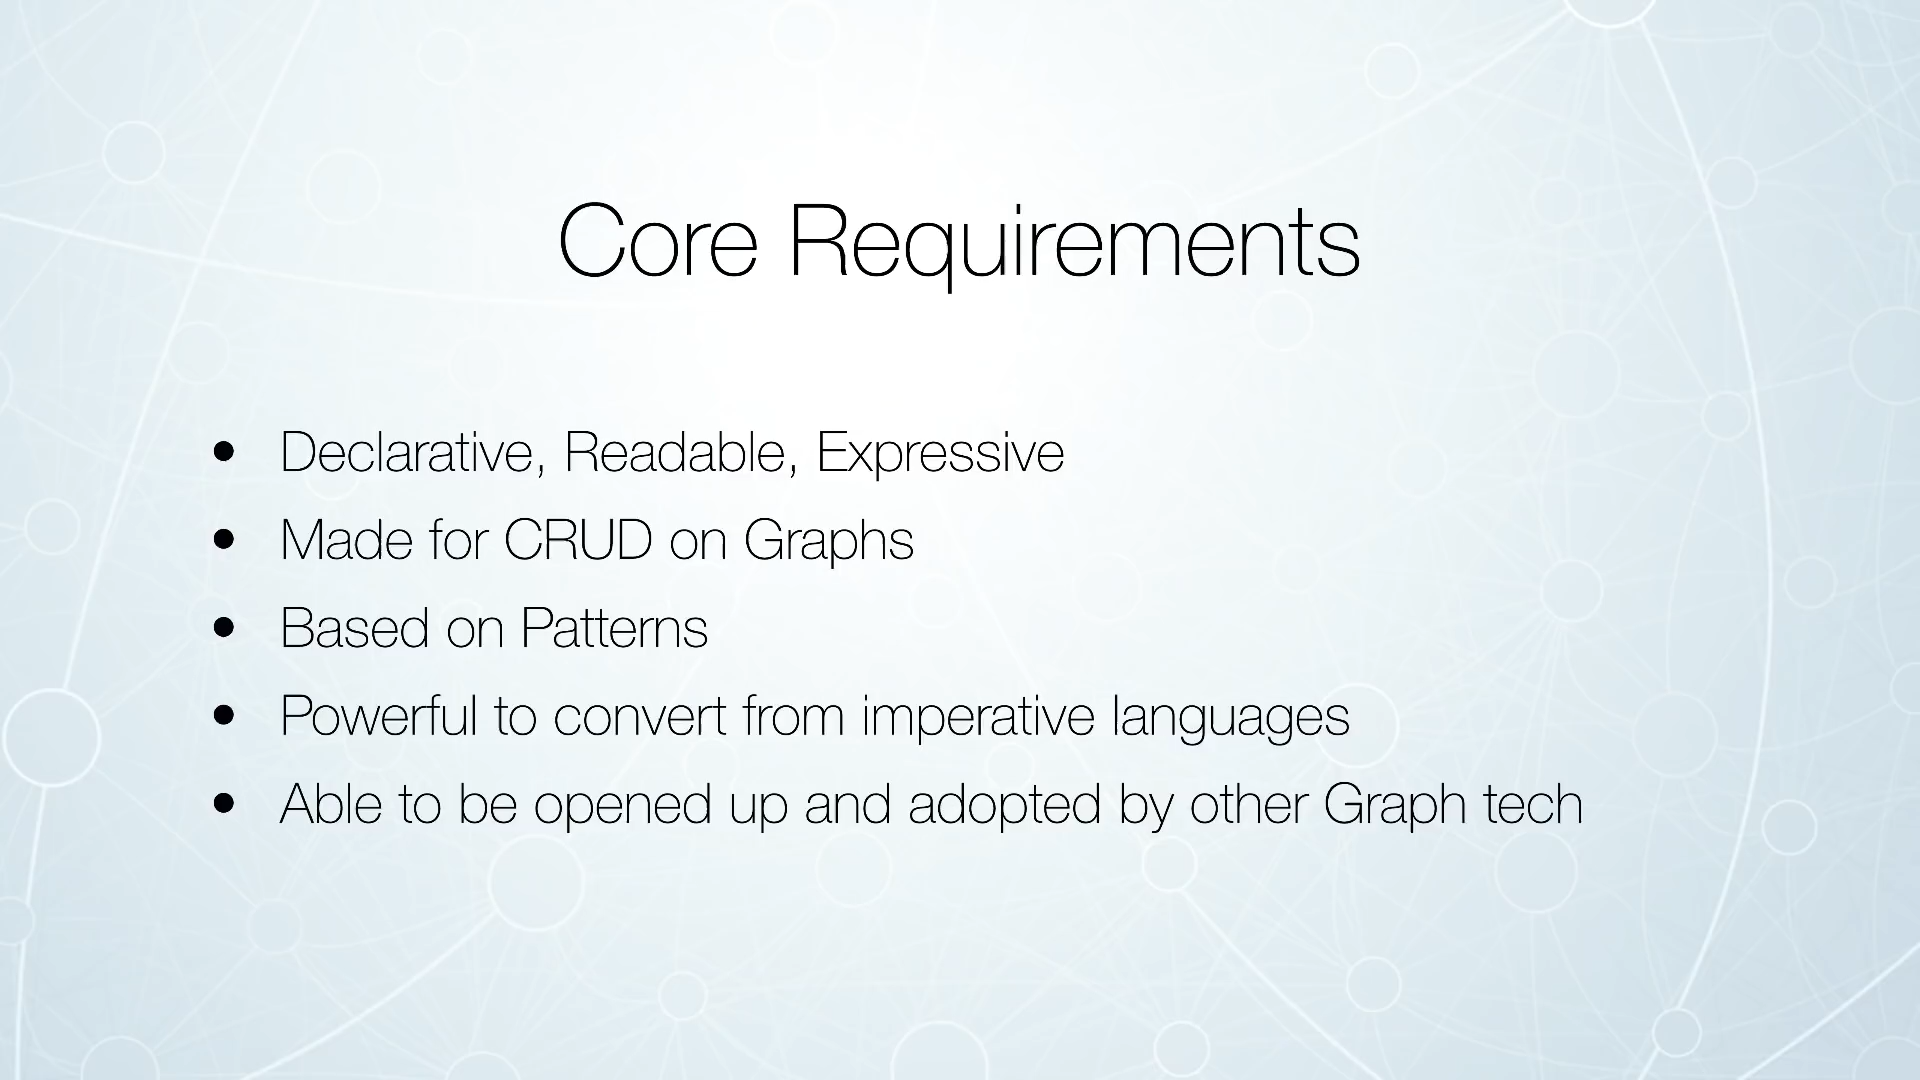 Core Requirements
• Declarative, Readable, Expressive
• Made for CRUD on Graphs
• Based on Patterns
• Powerful to convert from imperative languages
• Able to be opened up and adopted by other Graph tech